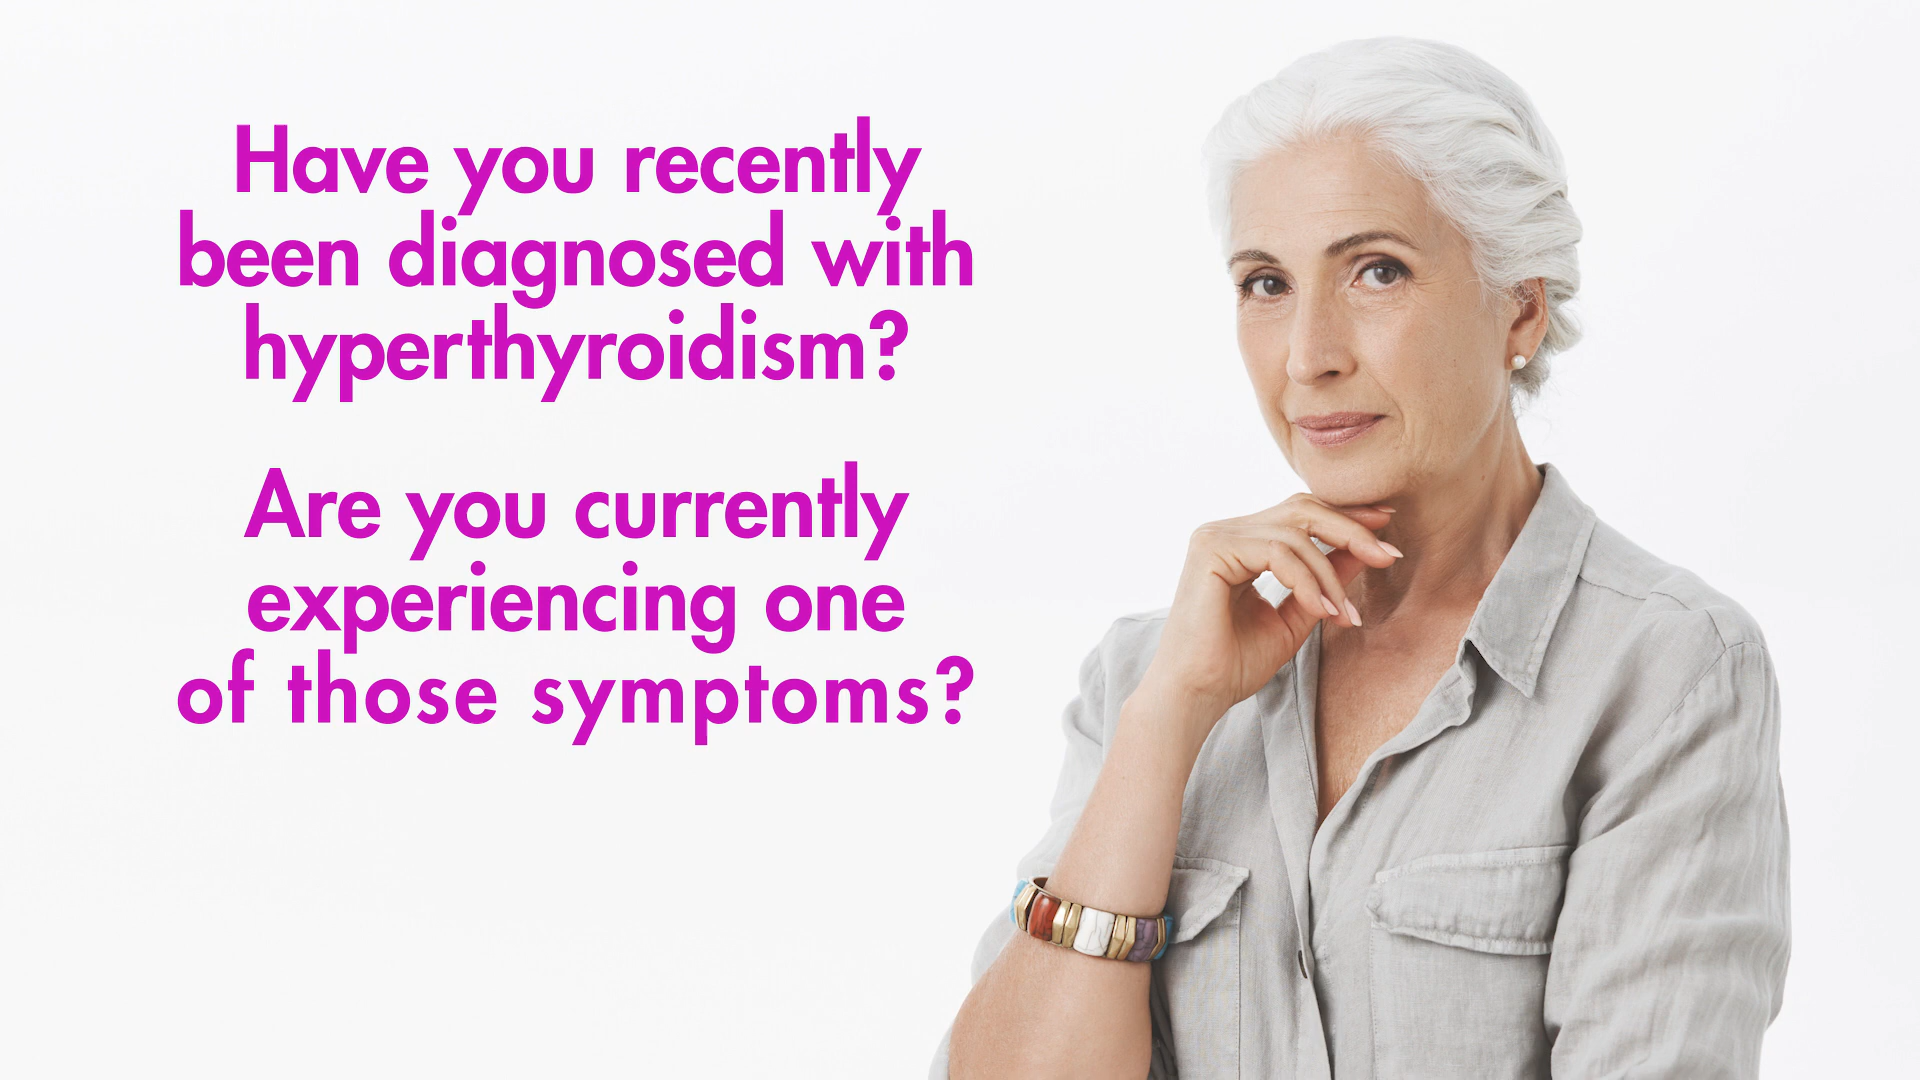 Have you recently
been diagnosed with
hyperthyroidism?
Are you currently
experiencing one
of those symptoms?